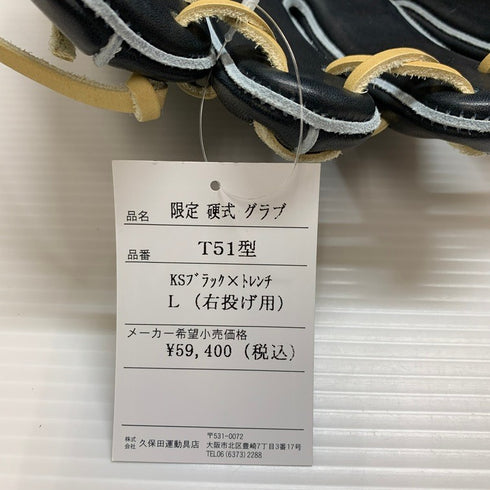 品名 限定 硬式 グラブ
品番 T51型
KSﾌﾞﾗｯｸ×ﾄﾚﾝﾁ
L (右投げ用)
メーカー希望小売価格
¥59,400 (税込)
株式会社 久保田運動具店
〒531-0072
大阪市北区豊崎7丁目3番17号
TEL06(6373)2288